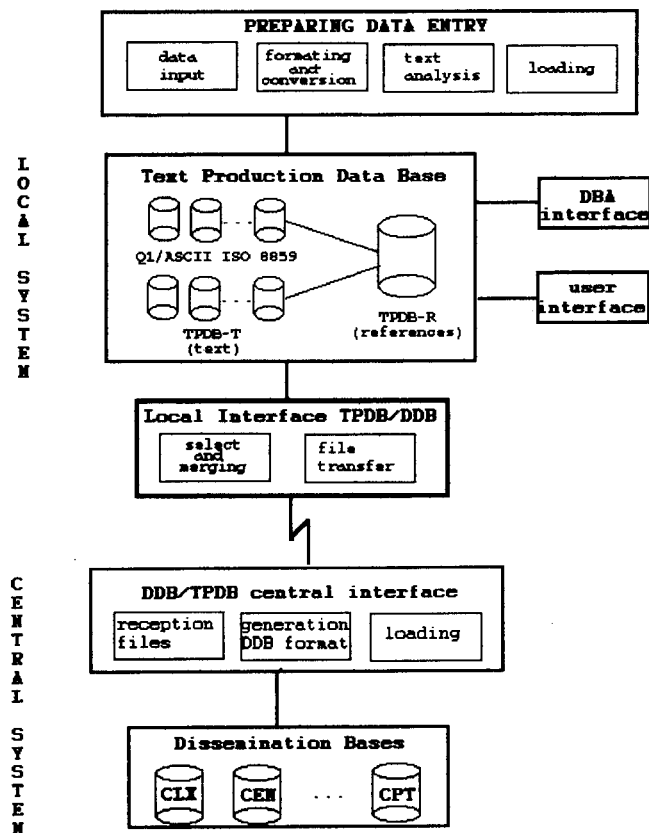 PREPARING DATA ENTRY
data
input
formating
and
conversion
text
analysis
loading
LOCAL SYSTEM
Text Production Data Base
Q1/ASCII ISO 8859
TPDB-T
(text)
TPDB-R
(references)
DBA
interface
user
interface
Local Interface TPDB/DDB
select
and
merging
file
transfer
CENTRAL SYSTEM
DDB/TPDB central interface
reception
files
generation
DDB format
loading
Dissemination Bases
CLX
CEN
...
CPT